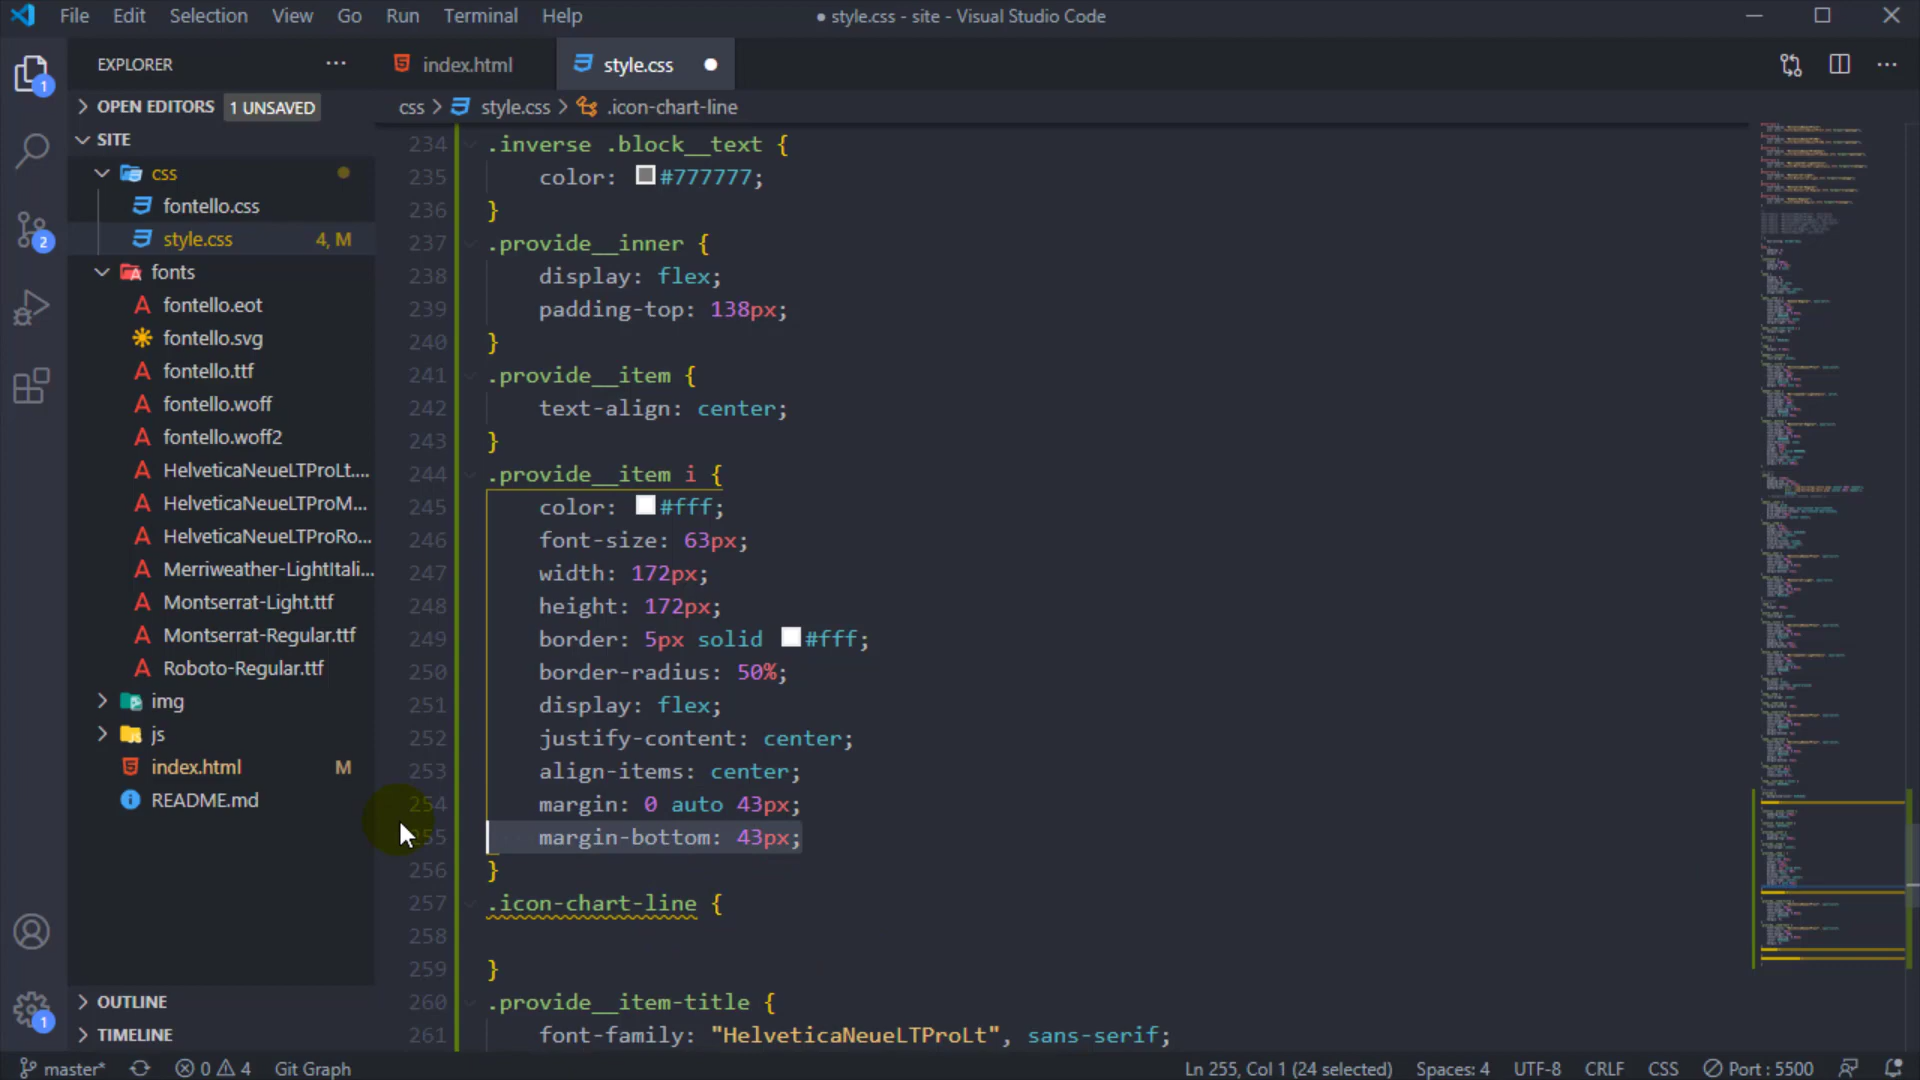 File Edit Selection View Go Run Terminal Help
● style.css - site - Visual Studio Code
EXPLORER
index.html
style.css
OPEN EDITORS 1 UNSAVED
css > style.css > .icon-chart-line
SITE
css
fontello.css
style.css 4, M
fonts
fontello.eot
fontello.svg
fontello.ttf
fontello.woff
fontello.woff2
HelveticaNeueLTProLt....
HelveticaNeueLTProM...
HelveticaNeueLTProRo...
Merriweather-LightItali...
Montserrat-Light.ttf
Montserrat-Regular.ttf
Roboto-Regular.ttf
img
js
index.html M
README.md
OUTLINE
TIMELINE
1
2
1
234 .inverse .block__text {
235 color: #777777;
236 }
237 .provide__inner {
238 display: flex;
239 padding-top: 138px;
240 }
241 .provide__item {
242 text-align: center;
243 }
244 .provide__item i {
245 color: #fff;
246 font-size: 63px;
247 width: 172px;
248 height: 172px;
249 border: 5px solid #fff;
250 border-radius: 50%;
251 display: flex;
252 justify-content: center;
253 align-items: center;
254 margin: 0 auto 43px;
255 margin-bottom: 43px;
256 }
257 .icon-chart-line {
258
259 }
260 .provide__item-title {
261 font-family: "HelveticaNeueLTProLt", sans-serif;
master* 0 4 Git Graph
Ln 255, Col 1 (24 selected) Spaces: 4 UTF-8 CRLF CSS Port : 5500